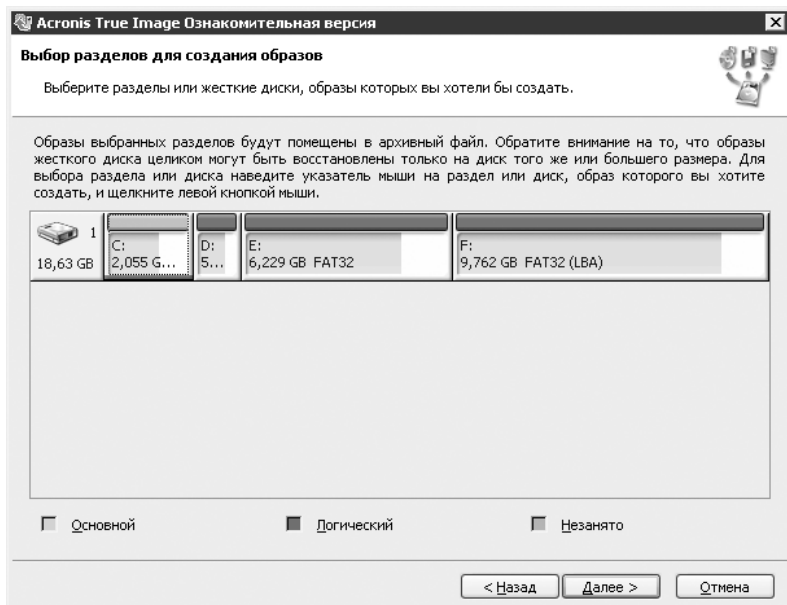 Acronis True Image Ознакомительная версия
Выбор разделов для создания образов
Выберите разделы или жесткие диски, образы которых вы хотели бы создать.
Образы выбранных разделов будут помещены в архивный файл. Обратите внимание на то, что образы
жесткого диска целиком могут быть восстановлены только на диск того же или большего размера. Для
выбора раздела или диска наведите указатель мыши на раздел или диск, образ которого вы хотите
создать, и щелкните левой кнопкой мыши.
1
18,63 GB
C:
2,055 G...
D:
5...
E:
6,229 GB FAT32
F:
9,762 GB FAT32 (LBA)
Основной
Логический
Незанято
< Назад
Далее >
Отмена